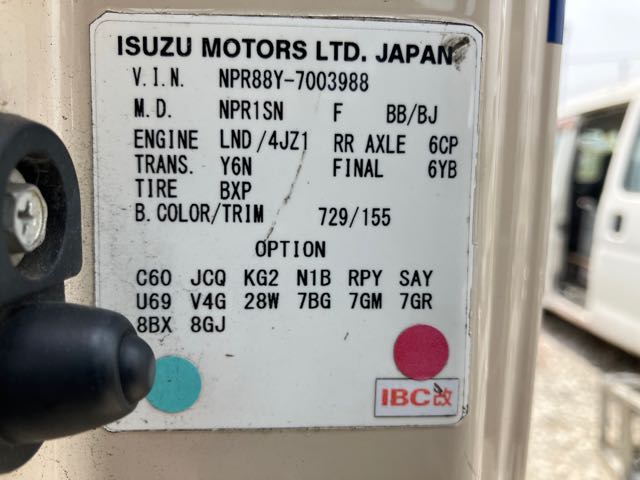 ISUZU MOTORS LTD. JAPAN
V.I.N. NPR88Y-7003988
M.D. NPR1SN F BB/BJ
ENGINE LND/4JZ1 RR AXLE 6CP
TRANS. Y6N FINAL 6YB
TIRE BXP
B.COLOR/TRIM 729/155
OPTION
C60 JCQ KG2 N1B RPY SAY
U69 V4G 28W 7BG 7GM 7GR
8BX 8GJ
IBC改